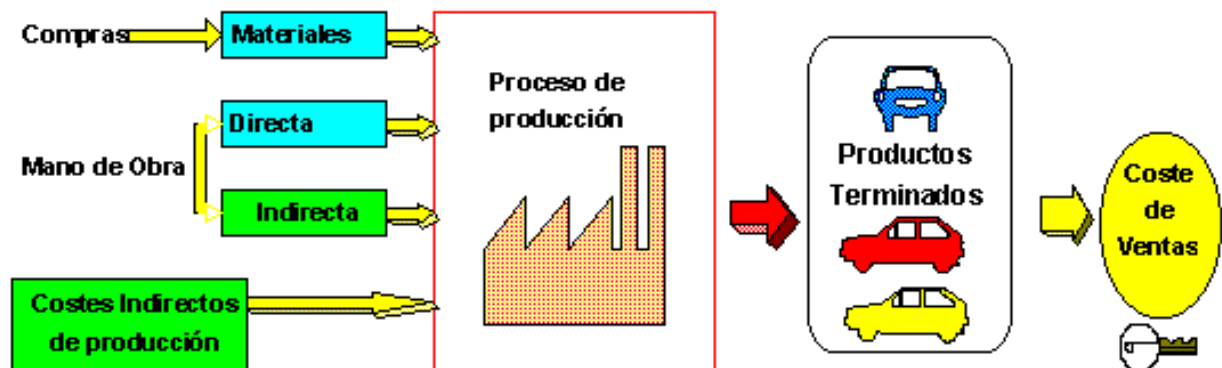 Compras
Materiales
Directa
Mano de Obra
Indirecta
Costes Indirectos
de producción
Proceso de
producción
Productos
Terminados
Coste
de
Ventas